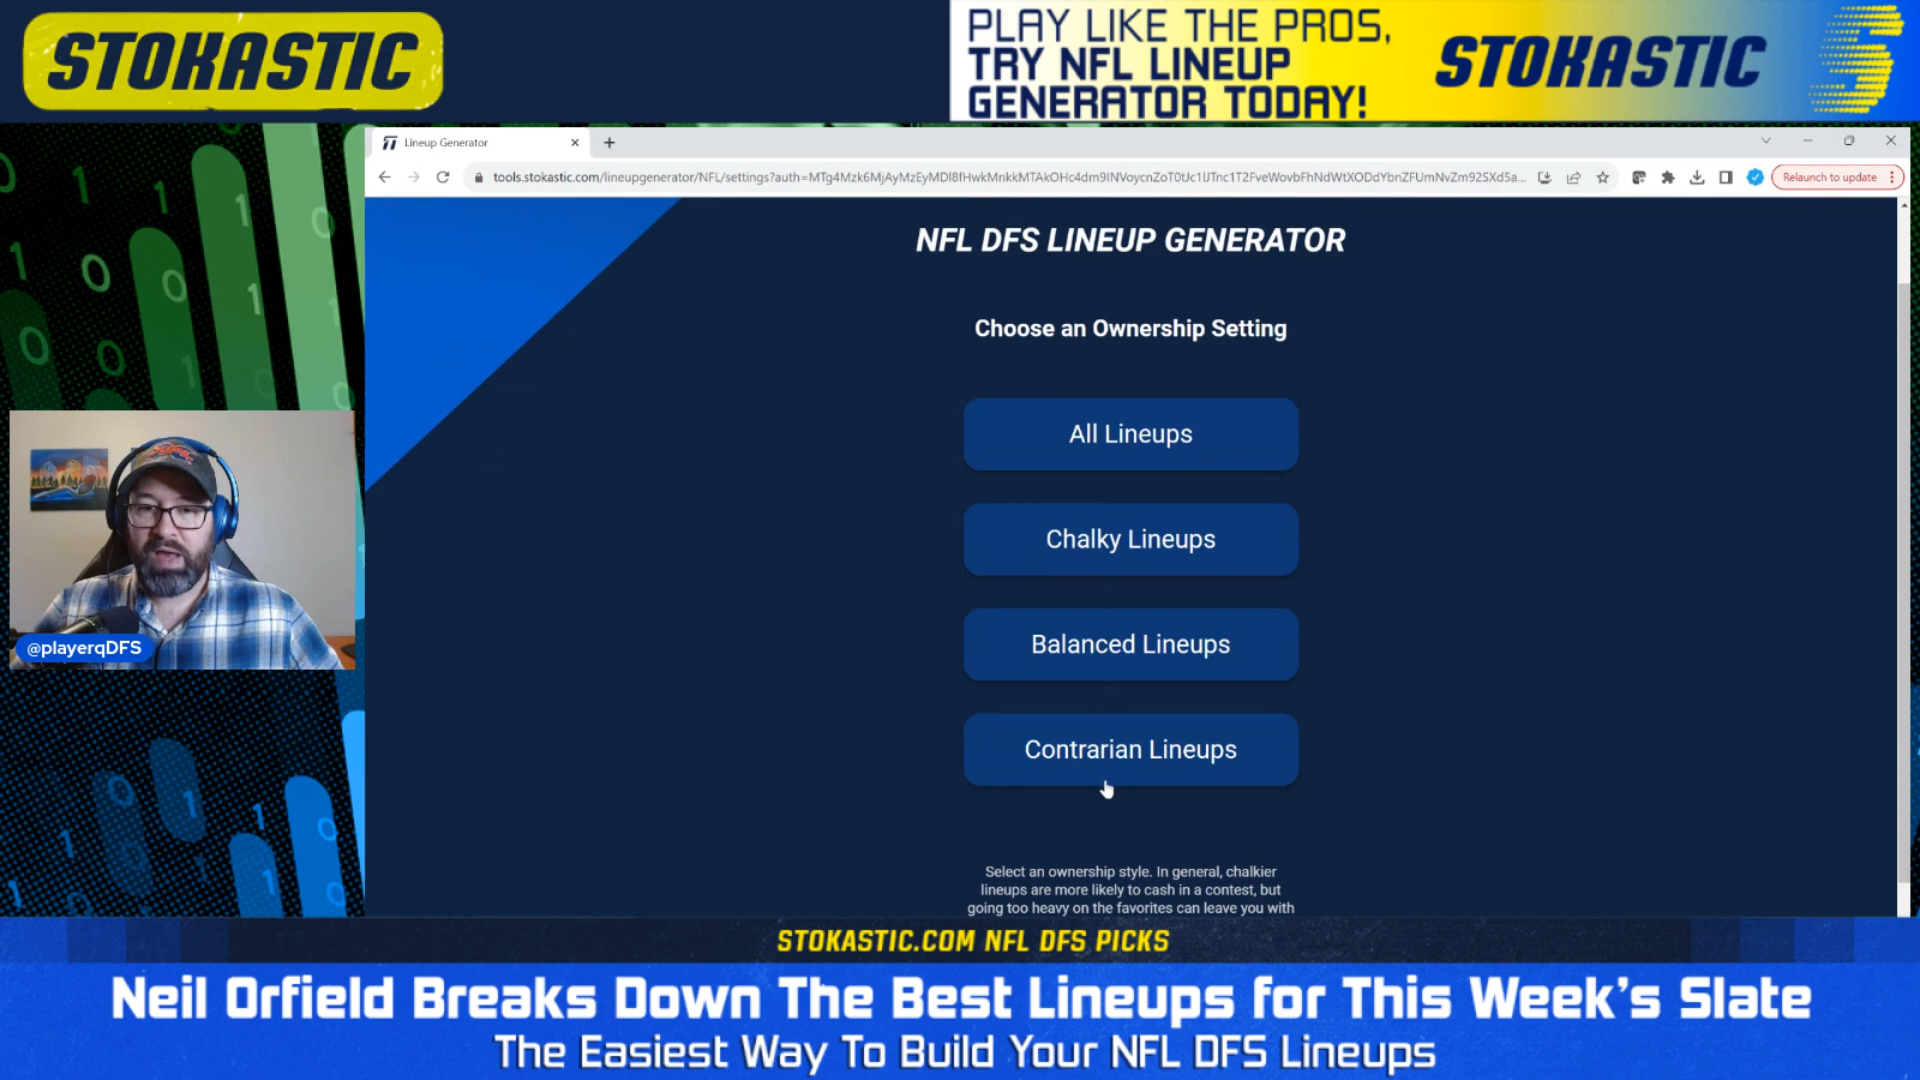 STOKASTIC
PLAY LIKE THE PROS,
TRY NFL LINEUP
GENERATOR TODAY!
STOKASTIC
Lineup Generator
Relaunch to update
NFL DFS LINEUP GENERATOR
Choose an Ownership Setting
All Lineups
Chalky Lineups
Balanced Lineups
Contrarian Lineups
Select an ownership style. In general, chalkier
lineups are more likely to cash in a contest, but
going too heavy on the favorites can leave you with
@playerqDFS
STOKASTIC.COM NFL DFS PICKS
Neil Orfield Breaks Down The Best Lineups for This Week's Slate
The Easiest Way To Build Your NFL DFS Lineups